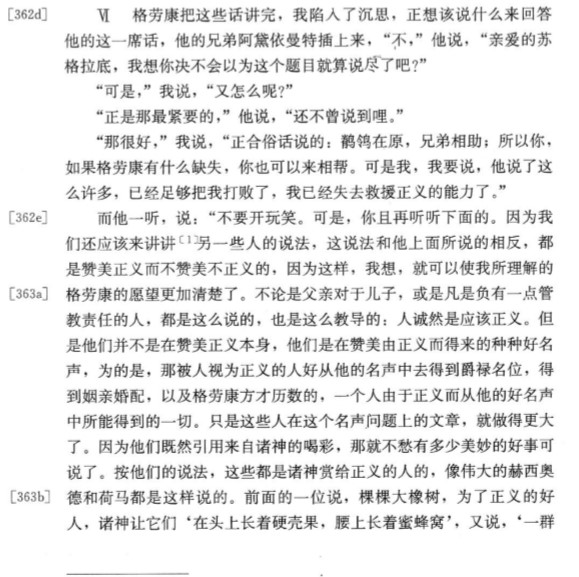 [362d] Ⅵ 格劳康把这些话讲完，我陷入了沉思，正想该说什么来回答
他的这一席话，他的兄弟阿黛依曼特插上来，“不，”他说，“亲爱的苏
格拉底，我想你决不会以为这个题目就算说尽了吧？”
“可是，”我说，“又怎么呢？”
“正是那最紧要的，”他说，“还不曾说到哩。”
“那很好，”我说，“正合俗话说的：鹡鸰在原，兄弟相助；所以你，
如果格劳康有什么缺失，你也可以来相帮。可是我，我要说，他说了这
么许多，已经足够把我打败了，我已经失去救援正义的能力了。”
[362e] 而他一听，说：“不要开玩笑。可是，你且再听听下面的。因为我
们还应该来讲讲[1]另一些人的说法，这说法和他上面所说的相反，都
是赞美正义而不赞美不正义的，因为这样，我想，就可以使我所理解的
[363a] 格劳康的愿望更加清楚了。不论是父亲对于儿子，或是凡是负有一点管
教责任的人，都是这么说的，也是这么教导的：人诚然是应该正义。但
是他们并不是在赞美正义本身，他们是在赞美由正义而得来的种种好名
声，为的是，那被人视为正义的人好从他的名声中去得到爵禄名位，得
到姻亲婚配，以及格劳康方才历数的，一个人由于正义而从他的好名声
中所能得到的一切。只是这些人在这个名声问题上的文章，就做得更大
了。因为他们既然引用来自诸神的喝彩，那就不愁有多少美妙的好事可
说了。按他们的说法，这些都是诸神赏给正义的人的，像伟大的赫西奥
[363b] 德和荷马都是这样说的。前面的一位说，棵棵大橡树，为了正义的好
人，诸神让它们‘在头上长着硬壳果，腰上长着蜜蜂窝’，又说，‘一群